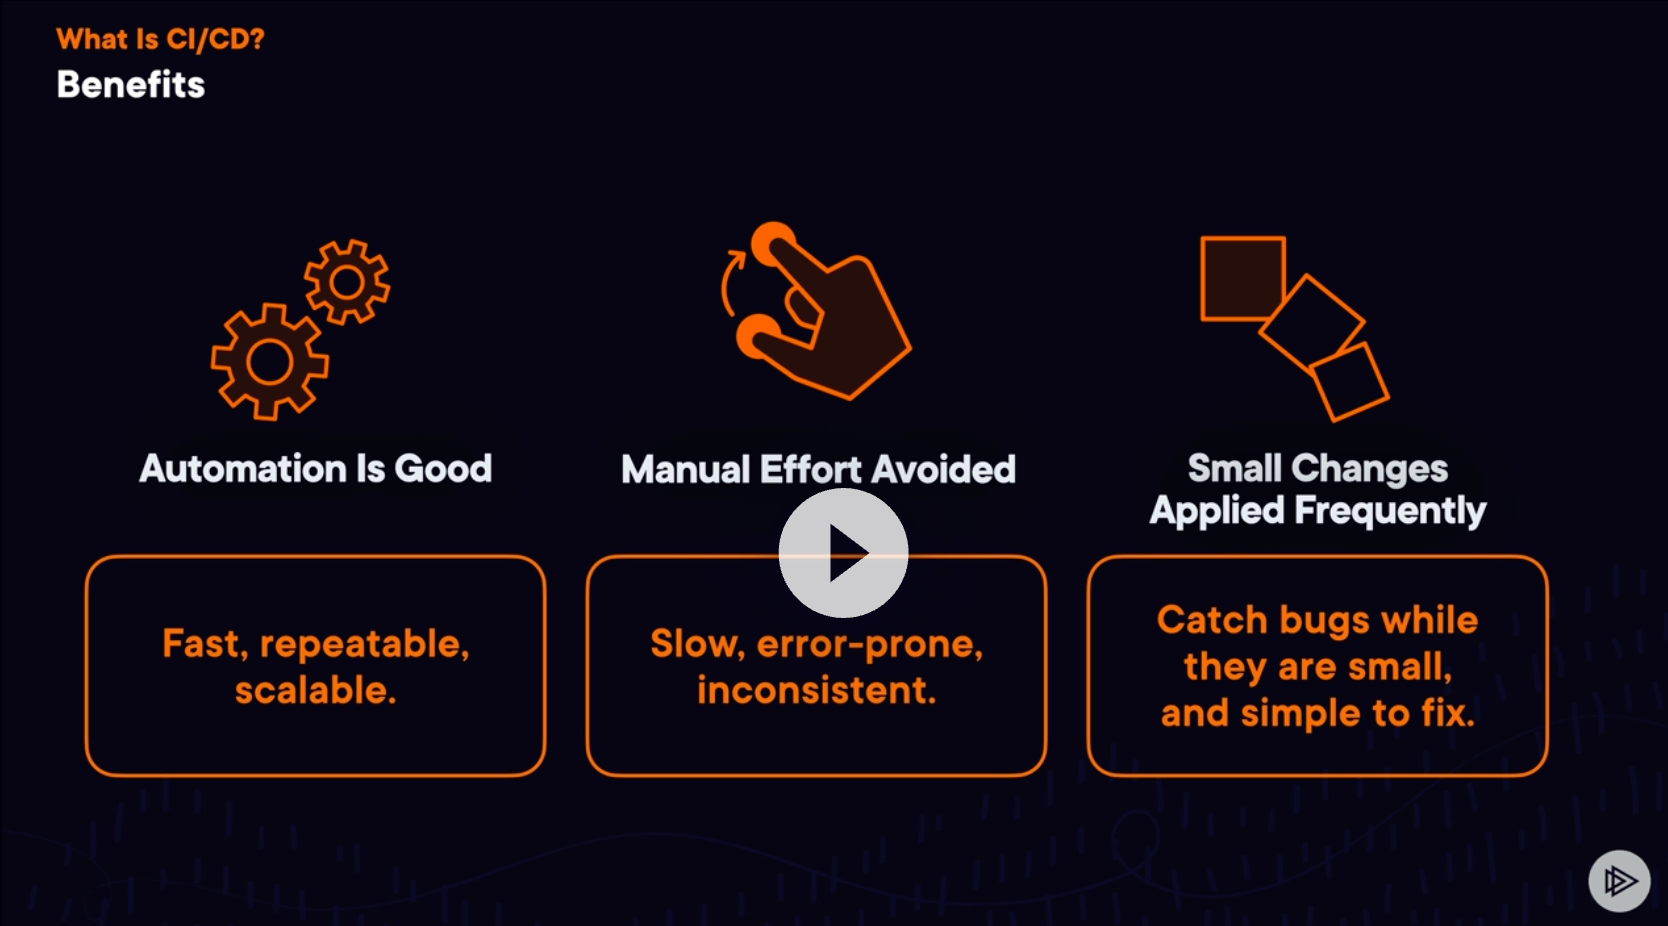 What Is CI/CD?
Benefits
Automation Is Good
Fast, repeatable,
scalable.
Manual Effort Avoided
Slow, error-prone,
inconsistent.
Small Changes
Applied Frequently
Catch bugs while
they are small,
and simple to fix.